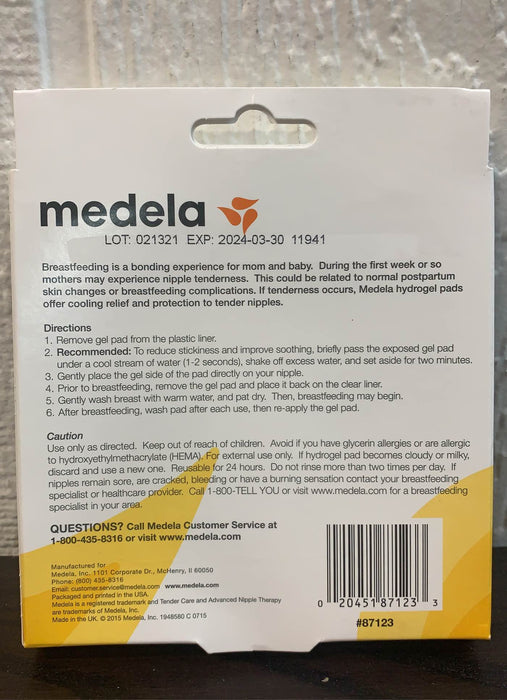 medela
LOT: 021321 EXP: 2024-03-30 11941
Breastfeeding is a bonding experience for mom and baby. During the first week or so
mothers may experience nipple tenderness. This could be related to normal postpartum
skin changes or breastfeeding complications. If tenderness occurs, Medela hydrogel pads
offer cooling relief and protection to tender nipples.
Directions
1. Remove gel pad from the plastic liner.
2. Recommended: To reduce stickiness and improve soothing, briefly pass the exposed gel pad
under a cool stream of water (1-2 seconds), shake off excess water, and set aside for two minutes.
3. Gently place the gel side of the pad directly on your nipple.
4. Prior to breastfeeding, remove the gel pad and place it back on the clear liner.
5. Gently wash breast with warm water, and pat dry. Then, breastfeeding may begin.
6. After breastfeeding, wash pad after each use, then re-apply the gel pad.
Caution
Use only as directed. Keep out of reach of children. Avoid if you have glycerin allergies or are allergic
to hydroxyethylmethacrylate (HEMA). For external use only. If hydrogel pad becomes cloudy or milky,
discard and use a new one. Reusable for 24 hours. Do not rinse more than two times per day. If
nipples remain sore, are cracked, bleeding or have a burning sensation contact your breastfeeding
specialist or healthcare provider. Call 1-800-TELL YOU or visit www.medela.com for a breastfeeding
specialist in your area.
QUESTIONS? Call Medela Customer Service at
1-800-435-8316 or visit www.medela.com
Manufactured for
Medela, Inc. 1101 Corporate Dr., McHenry, Il 60050
Phone: (800) 435-8316
Email: customer.service@medela.com www.medela.com
Packaged and printed in the USA.
Medela is a registered trademark and Tender Care and Advanced Nipple Therapy
are trademarks of Medela, Inc.
Made in the UK. © 2015 Medela, Inc. 1948580 C 0715
0 20451 87123 3
#87123